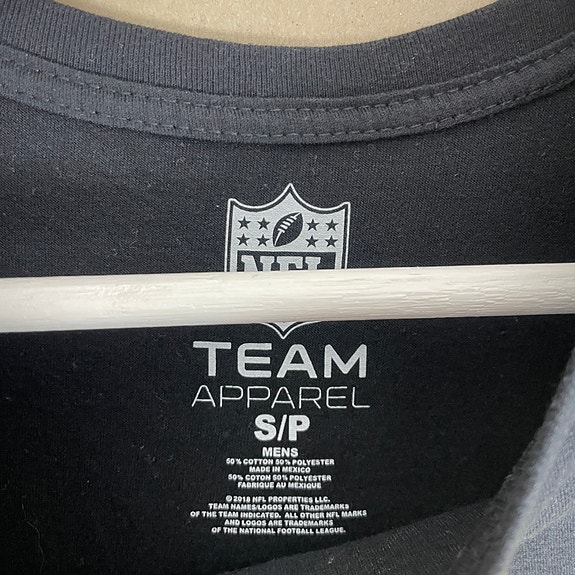 NFL
TEAM
APPAREL
S/P
MENS
50% COTTON 50% POLYESTER
MADE IN MEXICO
50% COTON 50% POLYESTER
FABRIQUE AU MEXIQUE
© 2018 NFL PROPERTIES LLC.
TEAM NAMES/LOGOS ARE TRADEMARKS
OF THE TEAM INDICATED. ALL OTHER NFL MARKS
AND LOGOS ARE TRADEMARKS
OF THE NATIONAL FOOTBALL LEAGUE.